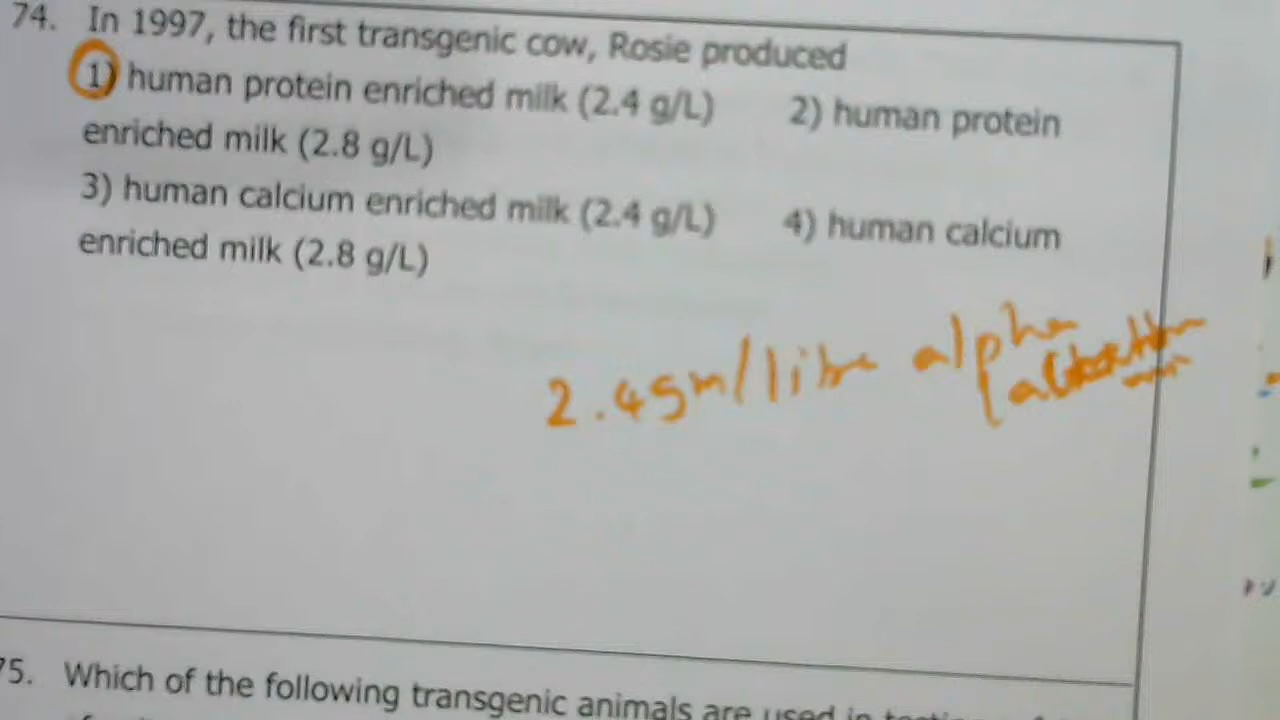 74. In 1997, the first transgenic cow, Rosie produced
1) human protein enriched milk (2.4 g/L) 2) human protein
enriched milk (2.8 g/L)
3) human calcium enriched milk (2.4 g/L) 4) human calcium
enriched milk (2.8 g/L)
2.4gm/litre alpha
75. Which of the following transgenic animals are used in